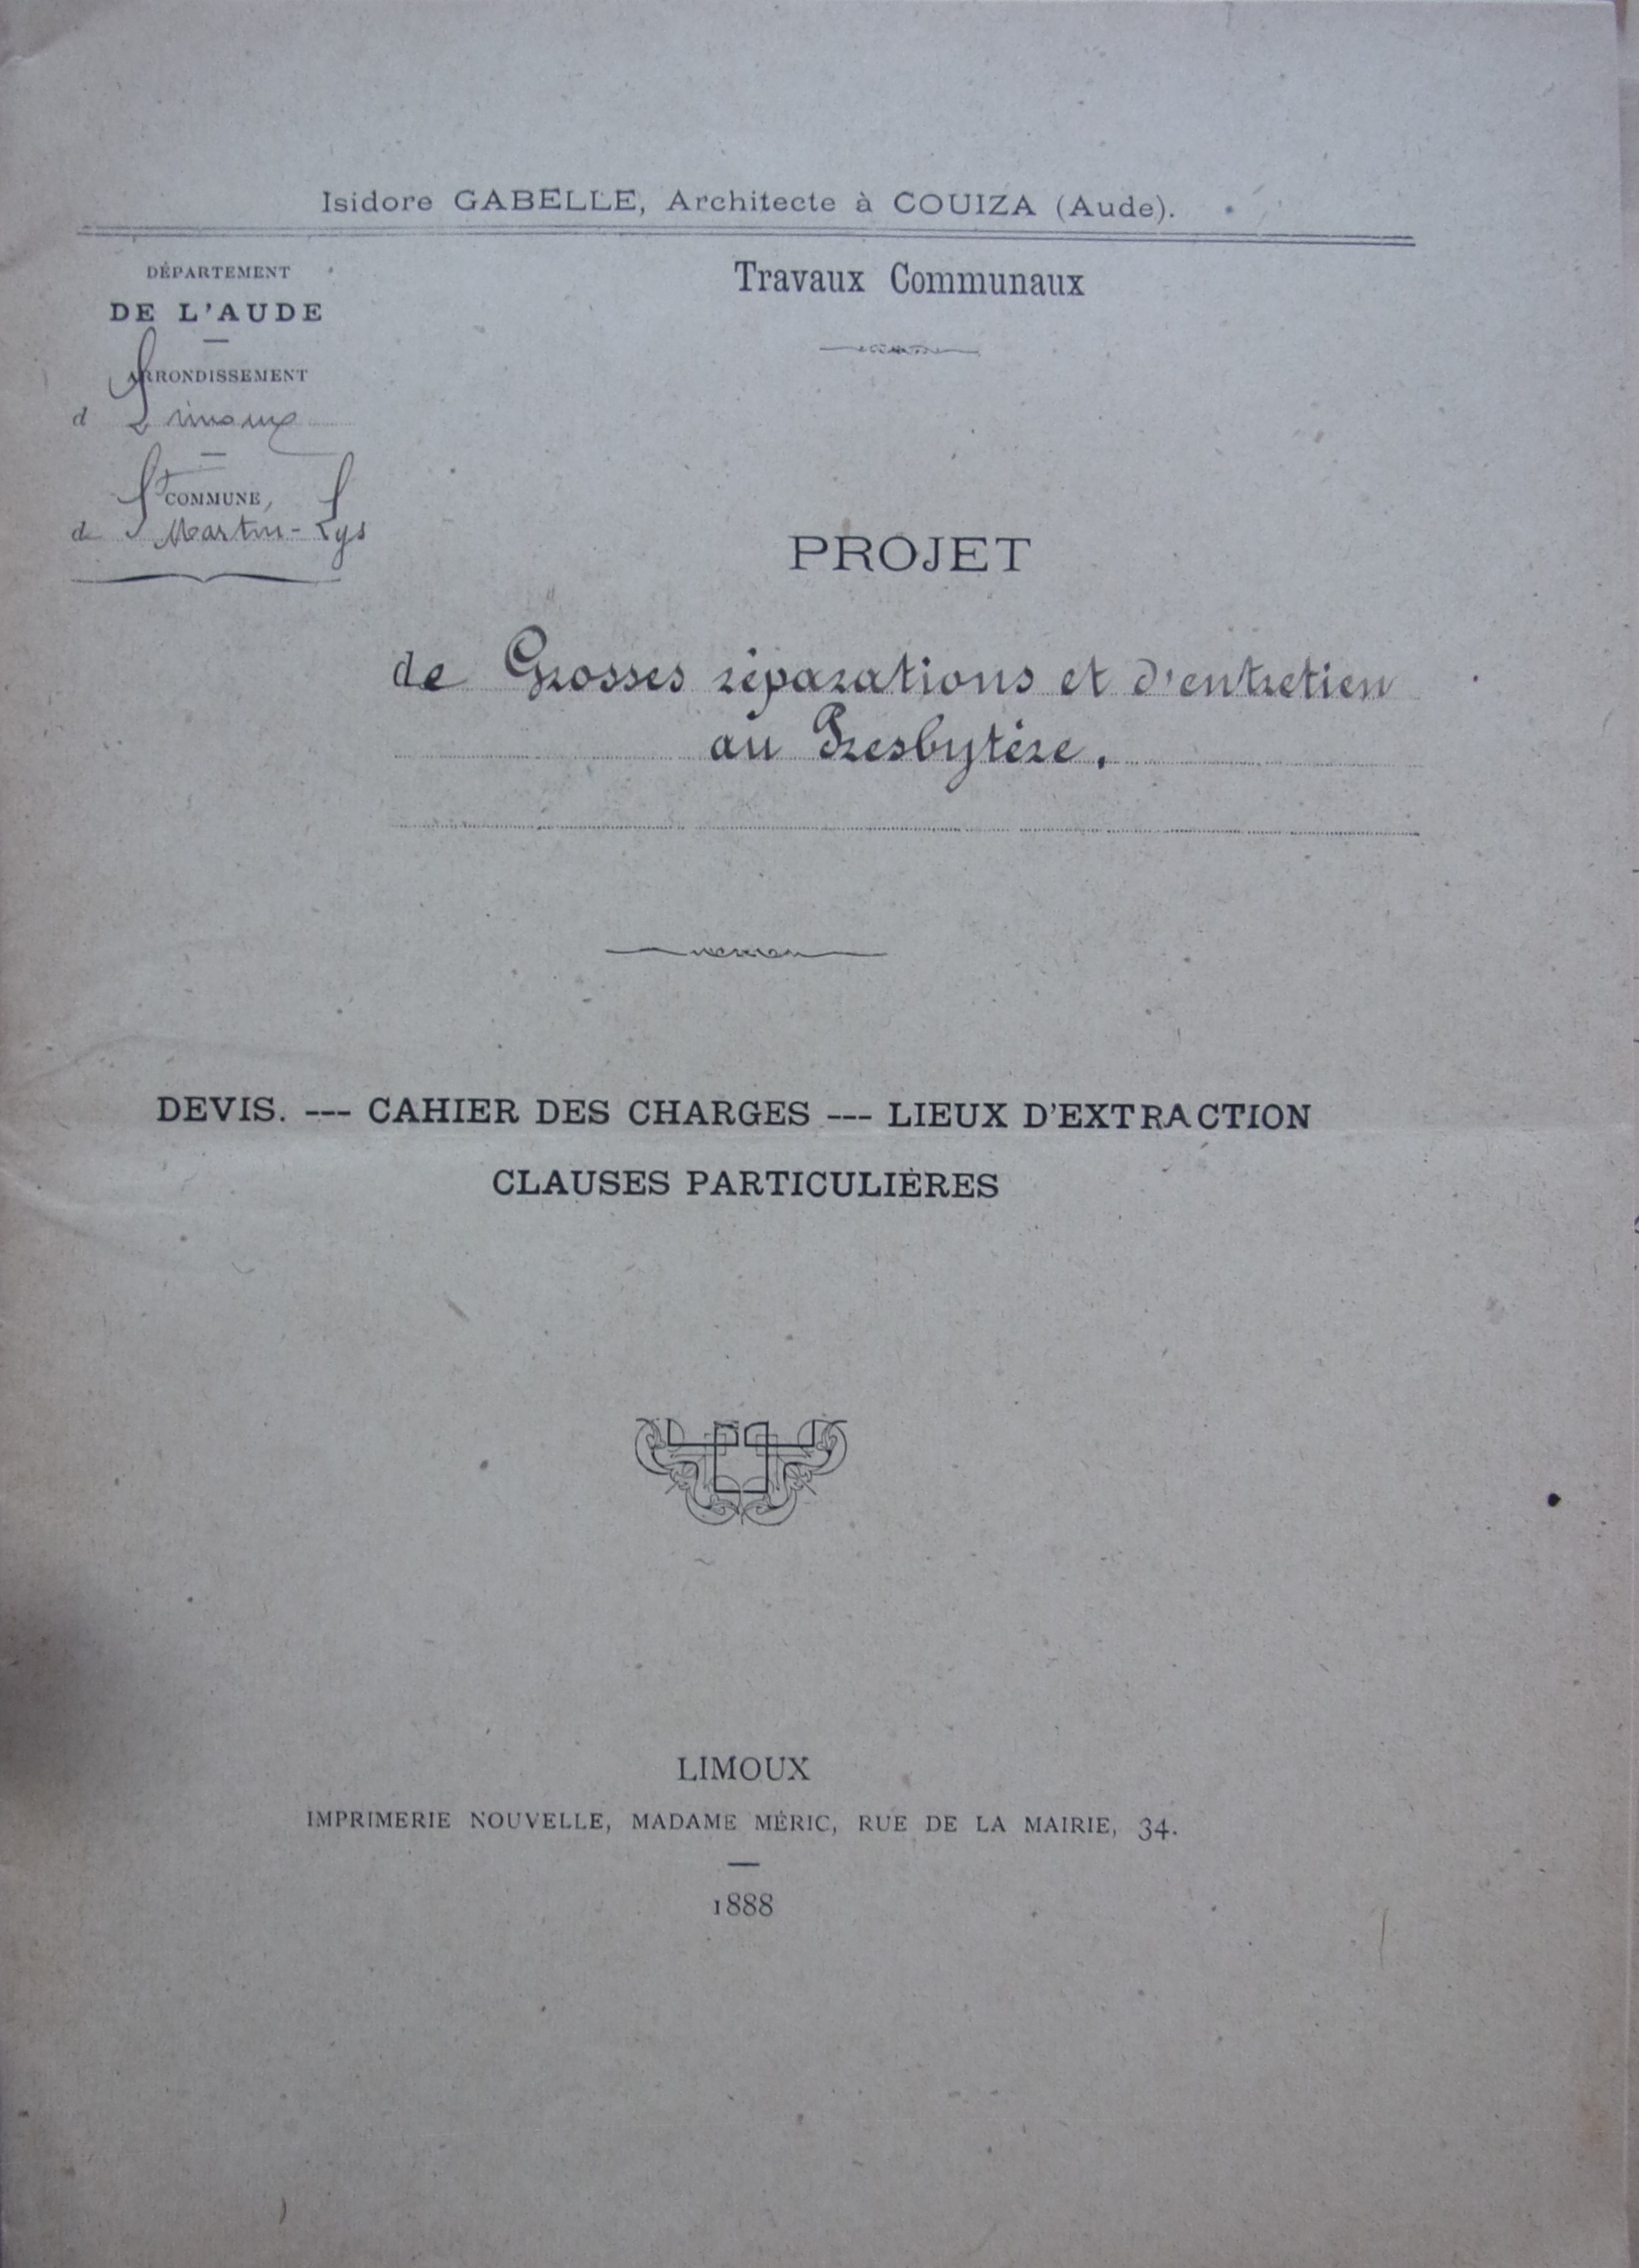 Isidore GABELLE, Architecte à COUIZA (Aude).
DÉPARTEMENT
DE L'AUDE
ARRONDISSEMENT
d Limoux
COMMUNE,
de St Martin-Lys
Travaux Communaux
PROJET
de Grosses réparations et d'entretien
au Presbytère.
DEVIS. --- CAHIER DES CHARGES --- LIEUX D'EXTRACTION
CLAUSES PARTICULIÈRES
LIMOUX
IMPRIMERIE NOUVELLE, MADAME MÉRIC, RUE DE LA MAIRIE, 34.
1888